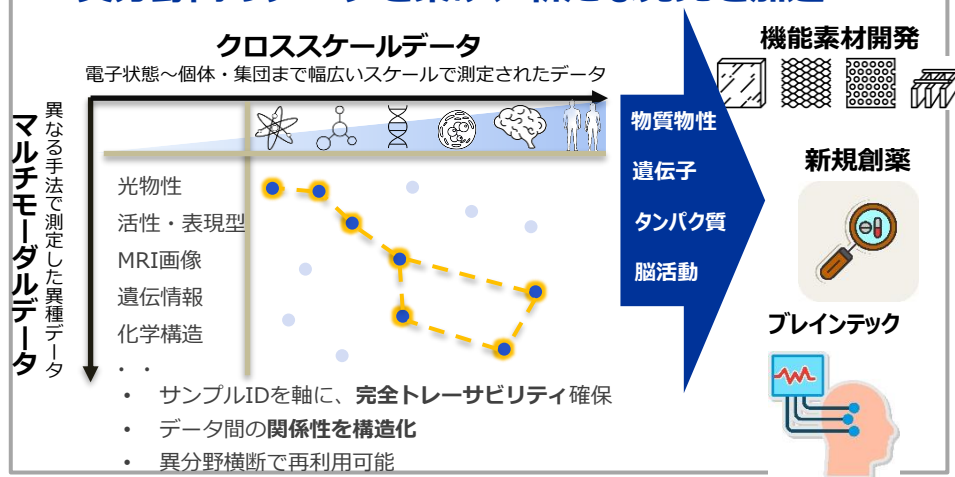 クロススケールデータ
電子状態~個体・集団まで幅広いスケールで測定されたデータ
マルチモーダルデータ
異なる手法で測定した異種データ
光物性
活性・表現型
MRI画像
遺伝情報
化学構造
・・
• サンプルIDを軸に、完全トレーサビリティ確保
• データ間の関係性を構造化
• 異分野横断で再利用可能
物質物性
遺伝子
タンパク質
脳活動
機能素材開発
新規創薬
ブレインテック